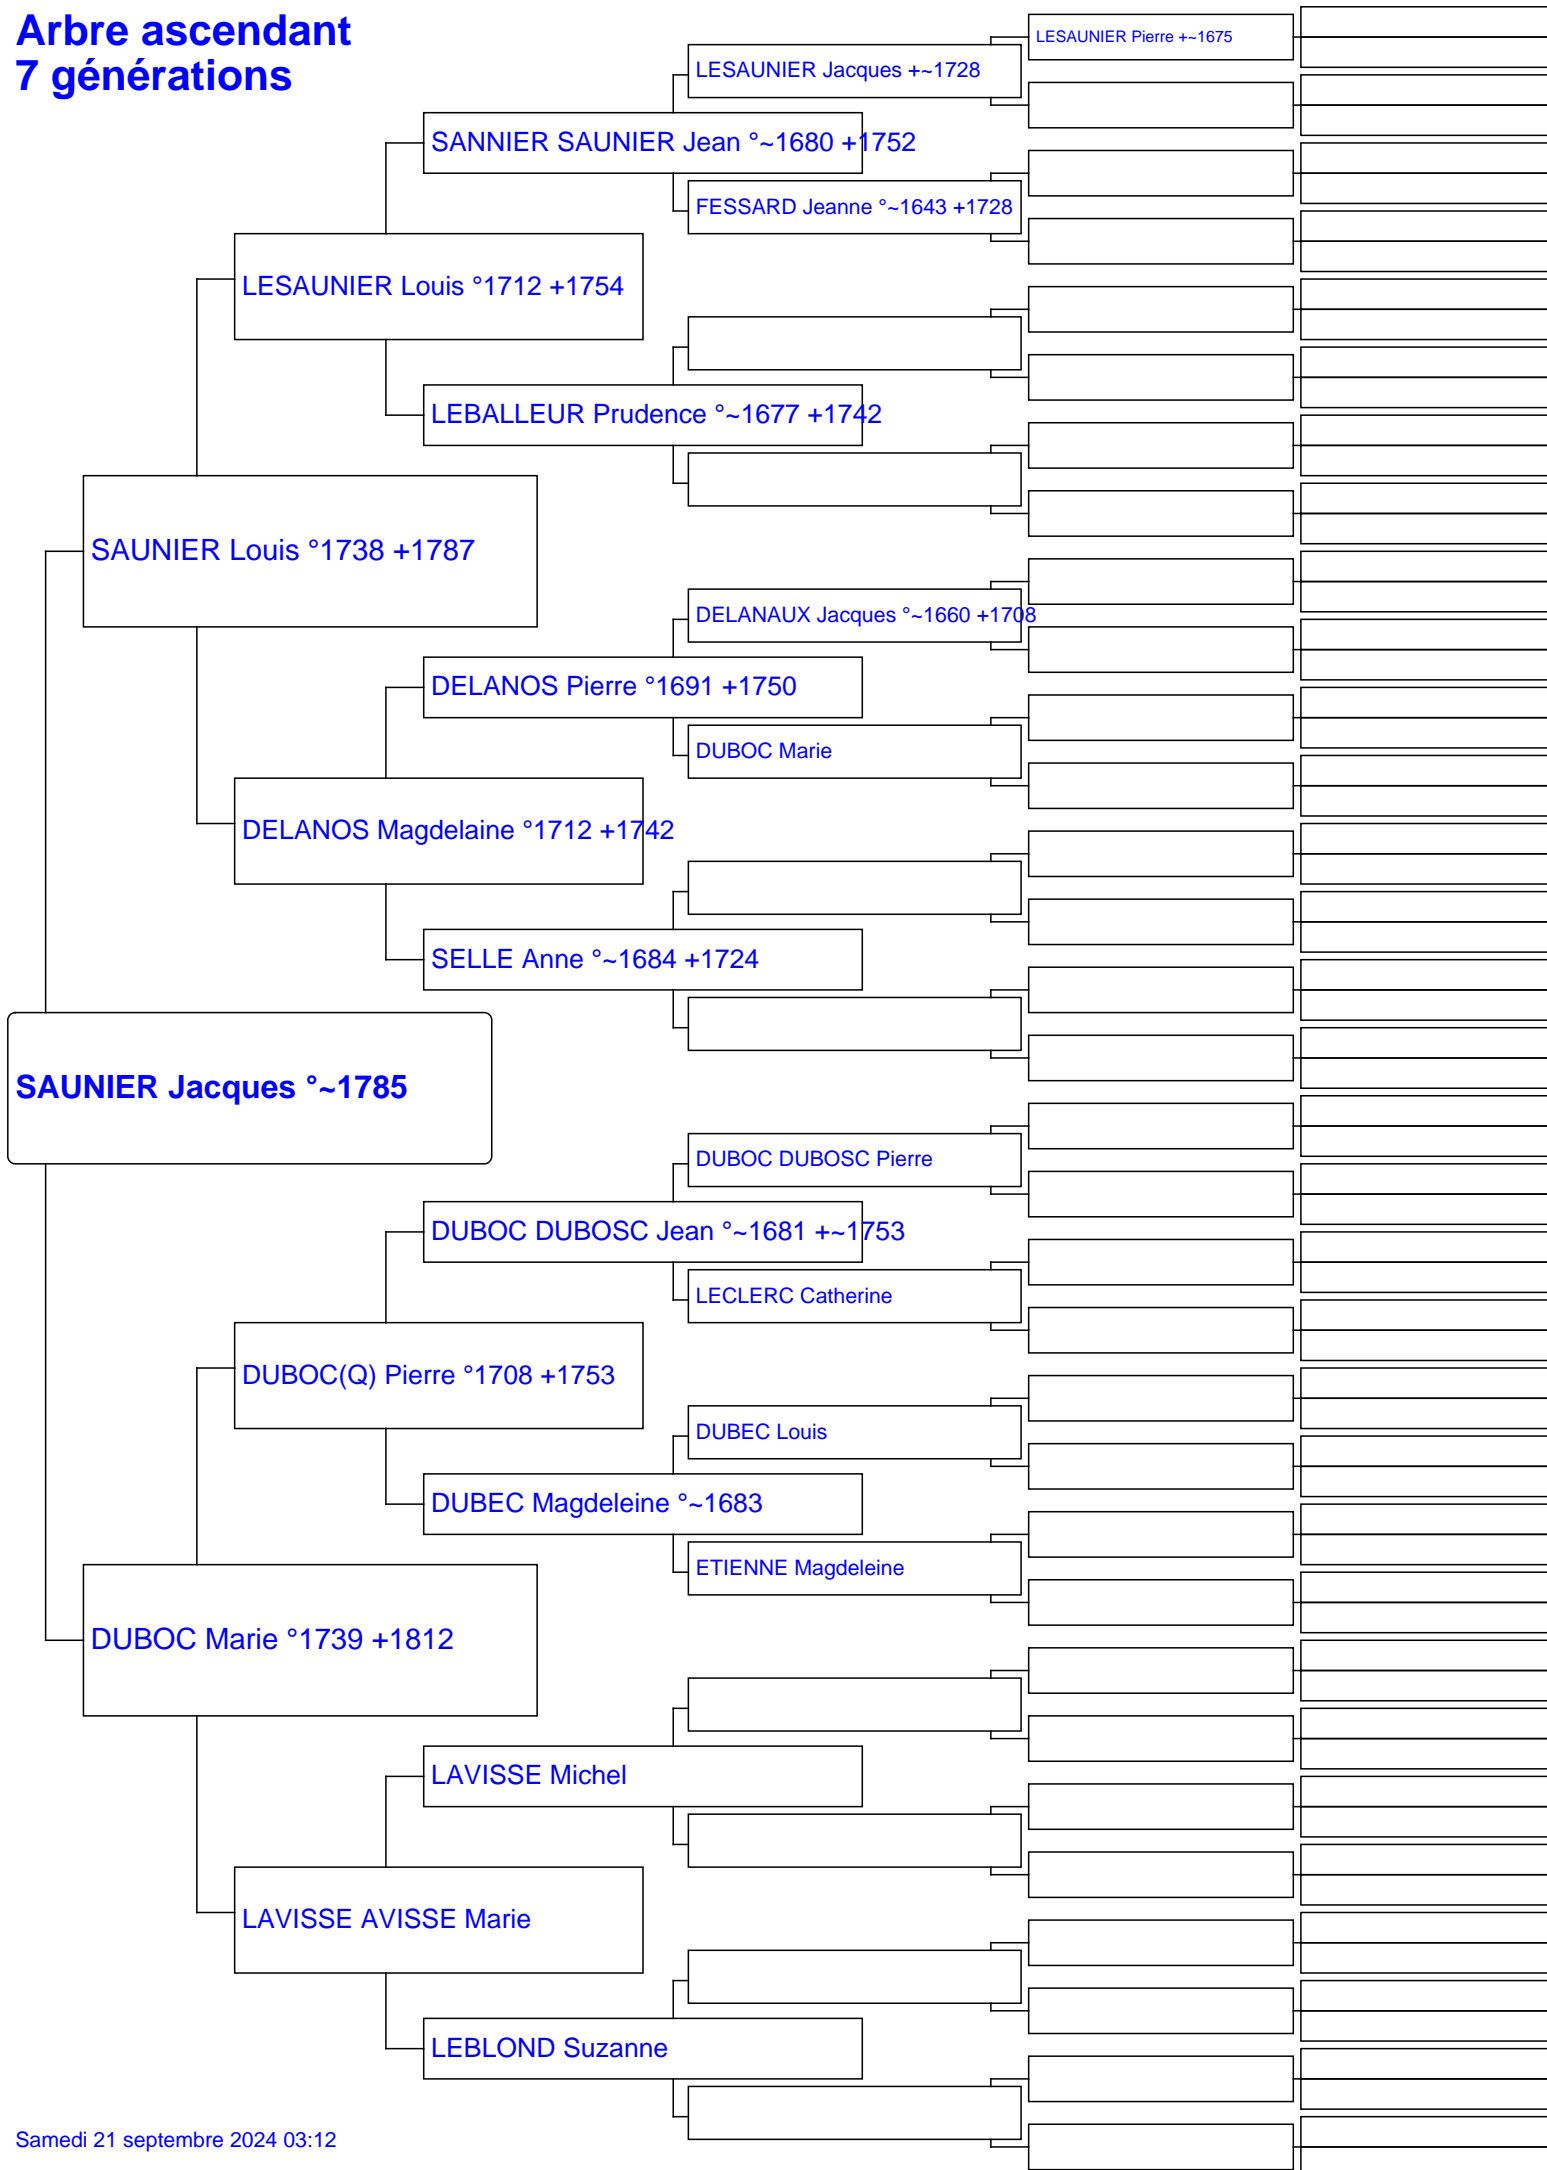 Arbre ascendant
7 générations
LESAUNIER Pierre +~1675
LESAUNIER Jacques +~1728
SANNIER SAUNIER Jean °~1680 +1752
FESSARD Jeanne °~1643 +1728
LESAUNIER Louis °1712 +1754
LEBALLEUR Prudence °~1677 +1742
SAUNIER Louis °1738 +1787
DELANAUX Jacques °~1660 +1708
DELANOS Pierre °1691 +1750
DUBOC Marie
DELANOS Magdelaine °1712 +1742
SELLE Anne °~1684 +1724
SAUNIER Jacques °~1785
DUBOC DUBOSC Pierre
DUBOC DUBOSC Jean °~1681 +~1753
LECLERC Catherine
DUBOC(Q) Pierre °1708 +1753
DUBEC Louis
DUBEC Magdeleine °~1683
ETIENNE Magdeleine
DUBOC Marie °1739 +1812
LAVISSE Michel
LAVISSE AVISSE Marie
LEBLOND Suzanne
Samedi 21 septembre 2024 03:12